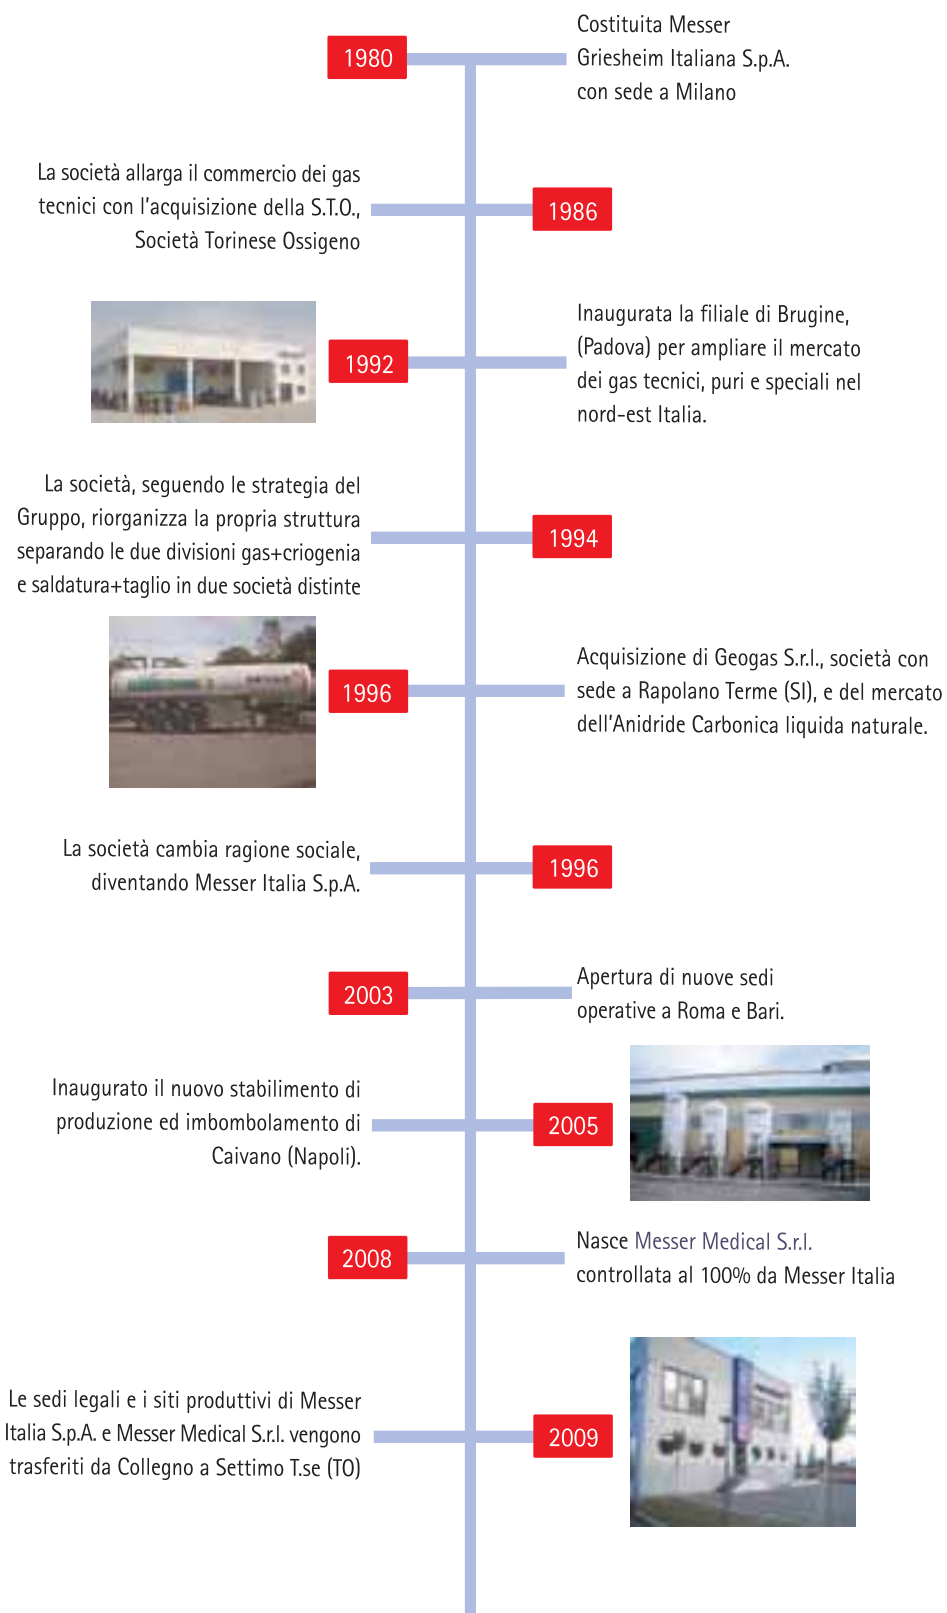 1980
Costituita Messer
Griesheim Italiana S.p.A.
con sede a Milano
La società allarga il commercio dei gas
tecnici con l'acquisizione della S.T.O.,
Società Torinese Ossigeno
1986
1992
Inaugurata la filiale di Brugine,
(Padova) per ampliare il mercato
dei gas tecnici, puri e speciali nel
nord-est Italia.
La società, seguendo le strategia del
Gruppo, riorganizza la propria struttura
separando le due divisioni gas+criogenia
e saldatura+taglio in due società distinte
1994
1996
Acquisizione di Geogas S.r.l., società con
sede a Rapolano Terme (SI), e del mercato
dell'Anidride Carbonica liquida naturale.
La società cambia ragione sociale,
diventando Messer Italia S.p.A.
1996
2003
Apertura di nuove sedi
operative a Roma e Bari.
Inaugurato il nuovo stabilimento di
produzione ed imbombolamento di
Caivano (Napoli).
2005
2008
Nasce Messer Medical S.r.l.
controllata al 100% da Messer Italia
Le sedi legali e i siti produttivi di Messer
Italia S.p.A. e Messer Medical S.r.l. vengono
trasferiti da Collegno a Settimo T.se (TO)
2009